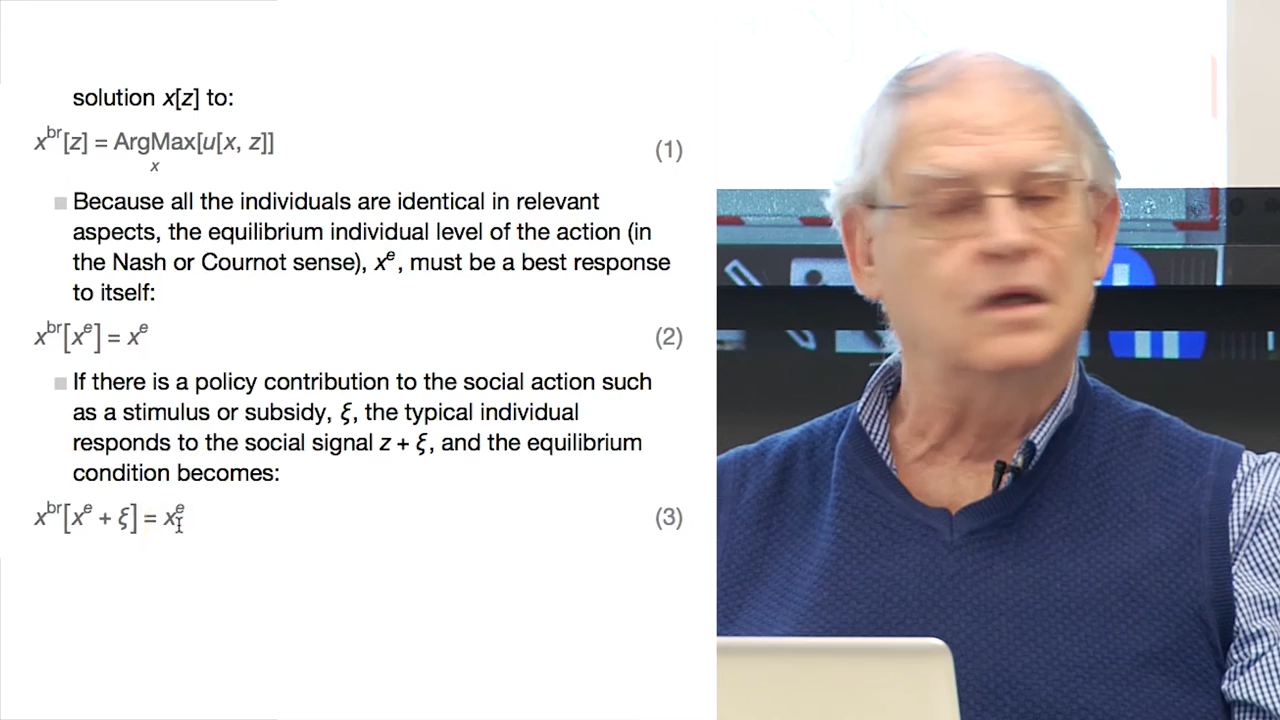 solution x[z] to:
x^br[z] = ArgMax[u[x, z]] (1)
x
Because all the individuals are identical in relevant
aspects, the equilibrium individual level of the action (in
the Nash or Cournot sense), x^e, must be a best response
to itself:
x^br[x^e] = x^e (2)
If there is a policy contribution to the social action such
as a stimulus or subsidy, ξ, the typical individual
responds to the social signal z + ξ, and the equilibrium
condition becomes:
x^br[x^e + ξ] = x^e (3)